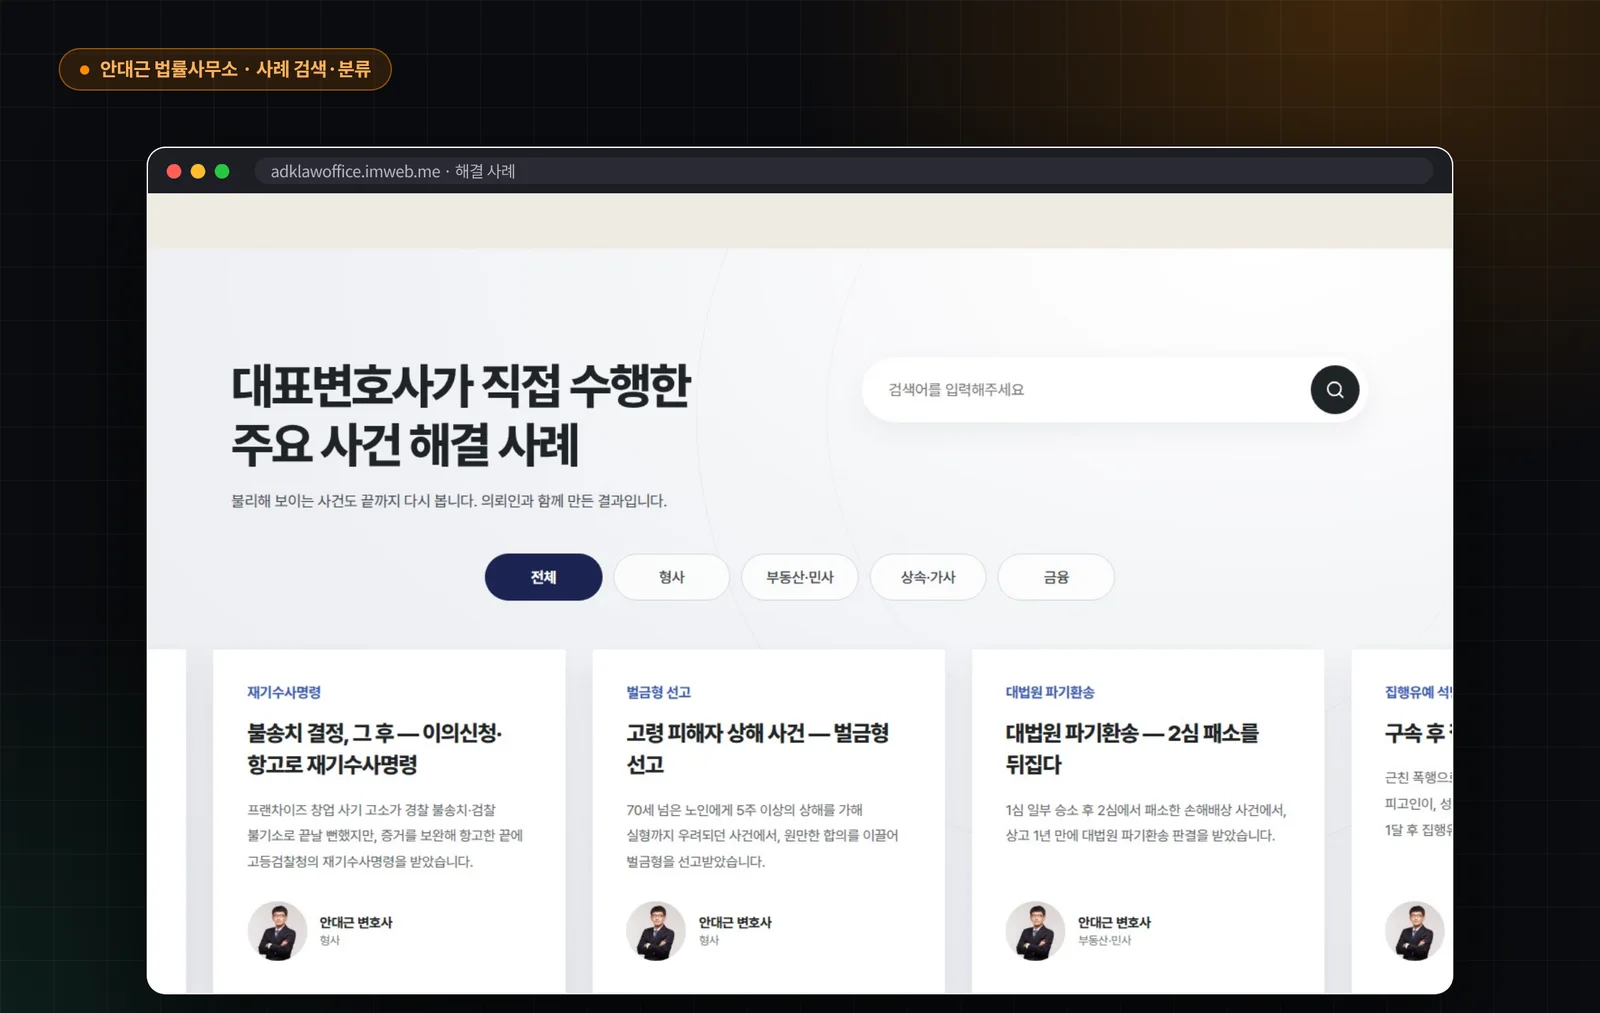 안대근 법률사무소 · 사례 검색·분류
adklawoffice.imweb.me · 해결 사례
대표변호사가 직접 수행한
주요 사건 해결 사례
불리해 보이는 사건도 끝까지 다시 봅니다. 의뢰인과 함께 만든 결과입니다.
검색어를 입력해주세요
전체
형사
부동산·민사
상속·가사
금융
재기수사명령
불송치 결정, 그 후 — 이의신청·
항고로 재기수사명령
프랜차이즈 창업 사기 고소가 경찰 불송치·검찰
불기소로 끝날 뻔했지만, 증거를 보완해 항고한 끝에
고등검찰청의 재기수사명령을 받았습니다.
안대근 변호사
형사
벌금형 선고
고령 피해자 상해 사건 — 벌금형
선고
70세 넘은 노인에게 5주 이상의 상해를 가해
실형까지 우려되던 사건에서, 원만한 합의를 이끌어
벌금형을 선고받았습니다.
안대근 변호사
형사
대법원 파기환송
대법원 파기환송 — 2심 패소를
뒤집다
1심 일부 승소 후 2심에서 패소한 손해배상 사건에서,
상고 1년 만에 대법원 파기환송 판결을 받았습니다.
안대근 변호사
부동산·민사
집행유예
구속 후
근친
피고인이,
1달 후